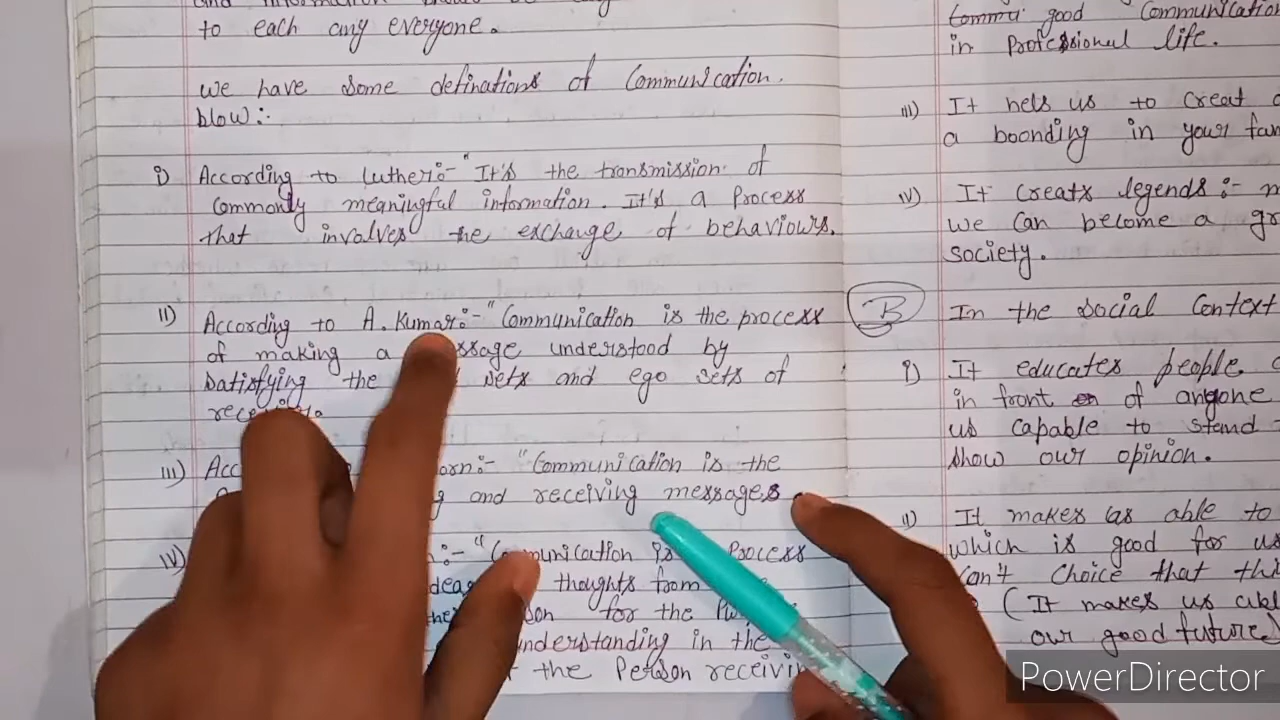 to each any everyone.
we have some definations of Communication.
blow:-
i) According to Luther:- "It's the transmission of
Commonly meaningful information. It's a Process
that involves the exchange of behaviours.
ii) According to A. Kumar:- "Communication is the process
of making a understood by
Satisfying the sets and ego sets of
iii) "Communication is the
and receiving messages
iv) :- "Communication is Process
thoughts from
for the
understanding in the
the Person
good Communication
in Professional life.
iii) It hels us to creat
a boonding in your
iv) It Creats legends:-
we can become a
society.
B In the Social Context
i) It educates people
in front of anyone
us capable to stand
show our opinion.
ii) It makes us able to
which is good for us
Can't Choice that
(It makes us
our good future)
PowerDirector